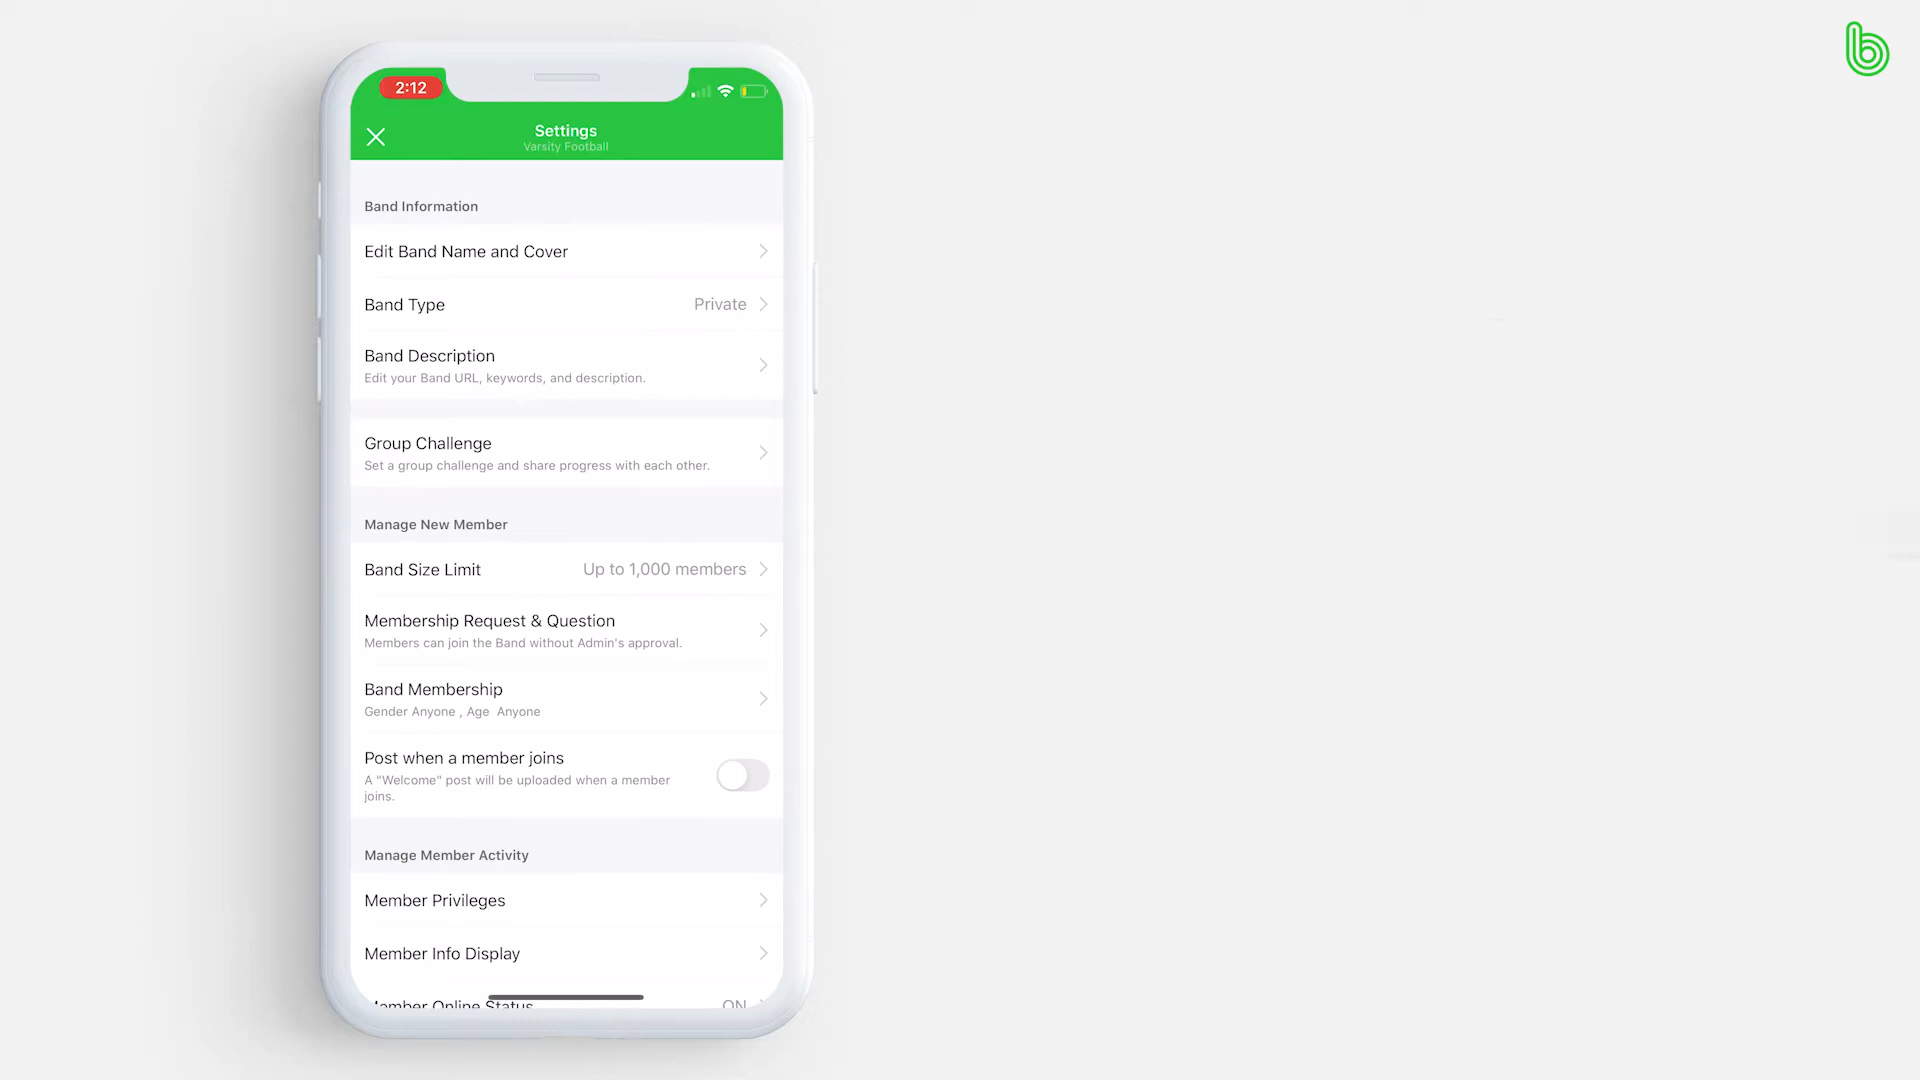 2:12
Settings
Varsity Football
Band Information
Edit Band Name and Cover
Band Type
Private
Band Description
Edit your Band URL, keywords, and description.
Group Challenge
Set a group challenge and share progress with each other.
Manage New Member
Band Size Limit
Up to 1,000 members
Membership Request & Question
Members can join the Band without Admin's approval.
Band Membership
Gender Anyone , Age  Anyone
Post when a member joins
A "Welcome" post will be uploaded when a member
joins.
Manage Member Activity
Member Privileges
Member Info Display
Member Online Status
ON